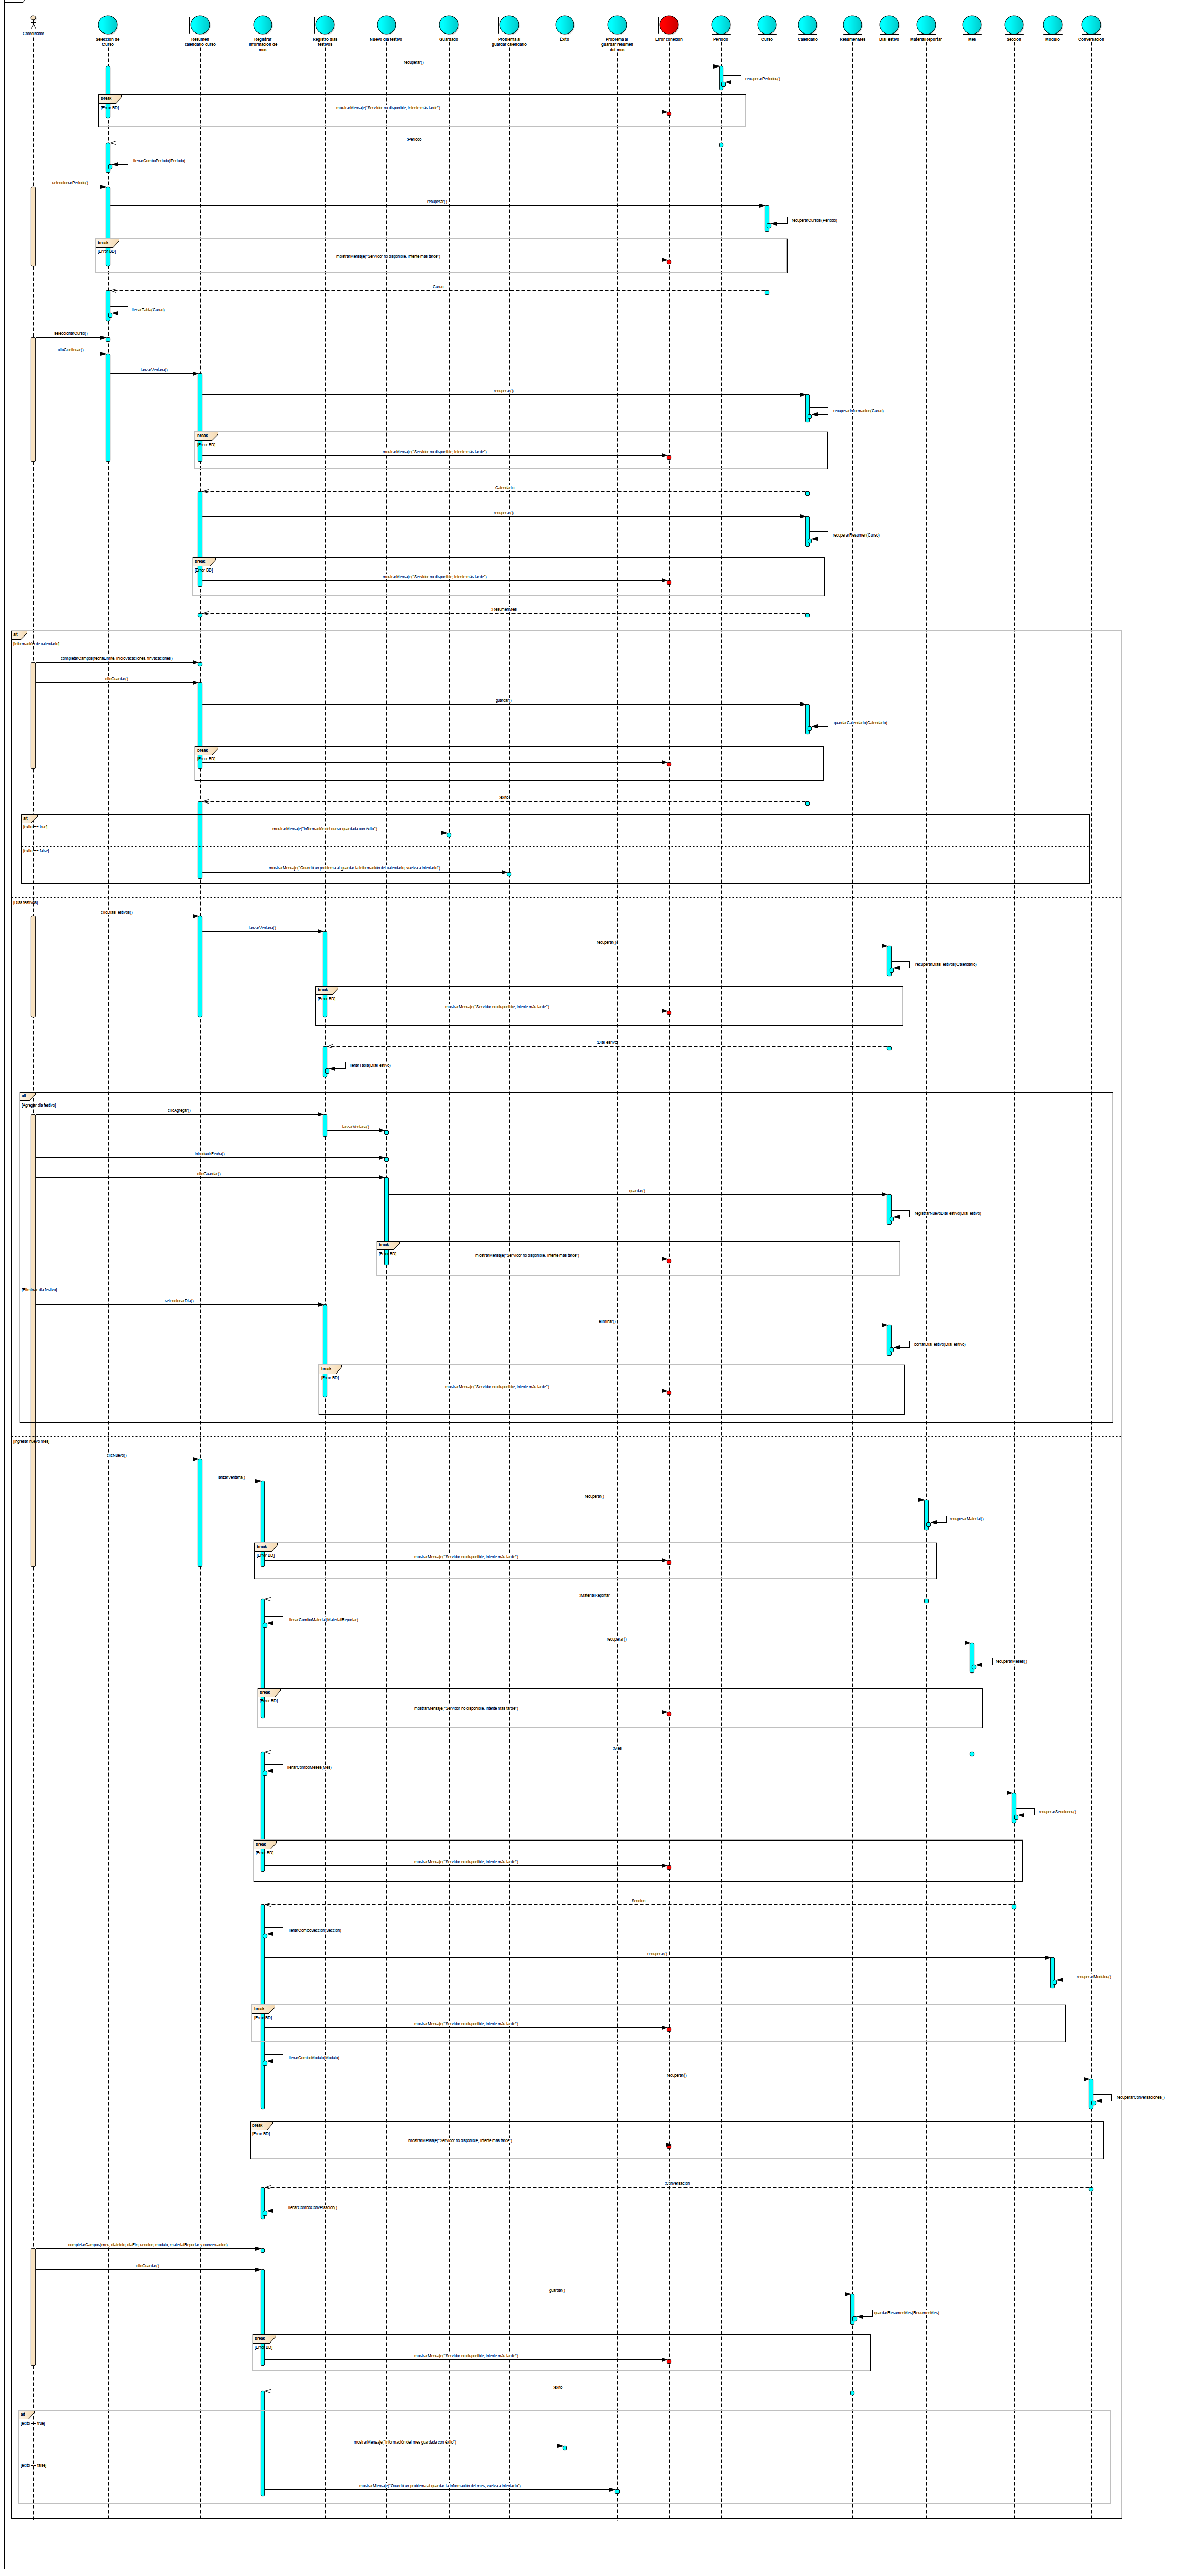 Coordinador
Selección de
Curso
Resumen
calendario curso
Registrar
información de
mes
Registro días
festivos
Nuevo día festivo
Guardado
Problema al
guardar calendario
Éxito
Problema al
guardar resumen
del mes
Error conexión
Periodo
Curso
Calendario
ResumenMes
DiaFestivo
MaterialReportar
Mes
Seccion
Modulo
Conversacion
recuperar()
recuperarPeriodos()
break
[Error BD]
mostrarMensaje("Servidor no disponible, intente más tarde")
Periodo
llenarComboPeriodo(Periodo)
seleccionarPeriodo()
recuperar()
recuperarCursos(Periodo)
break
[Error BD]
mostrarMensaje("Servidor no disponible, intente más tarde")
Curso
llenarTabla(Curso)
seleccionarCurso()
clicContinuar()
lanzarVentana()
recuperar()
recuperarInformacion(Curso)
break
[Error BD]
mostrarMensaje("Servidor no disponible, intente más tarde")
Calendario
recuperar()
recuperarResumen(Curso)
break
[Error BD]
mostrarMensaje("Servidor no disponible, intente más tarde")
ResumenMes
alt
[Información de calendario]
completarCampos(fechaLimite, inicioVacaciones, finVacaciones)
clicGuardar()
guardar()
guardarCalendario(Calendario)
break
[Error BD]
mostrarMensaje("Servidor no disponible, intente más tarde")
exito
alt
[exito == true]
mostrarMensaje("Información del curso guardada con éxito")
[exito == false]
mostrarMensaje("Ocurrió un problema al guardar la información del calendario, vuelva a intentarlo")
[Días festivos]
clicDiasFestivos()
lanzarVentana()
recuperar()
recuperarDiasFestivos(Calendario)
break
[Error BD]
mostrarMensaje("Servidor no disponible, intente más tarde")
DiaFestivo
llenarTabla(DiaFestivo)
alt
[Agregar día festivo]
clicAgregar()
lanzarVentana()
introducirFecha()
clicGuardar()
guardar()
registrarNuevoDiaFestivo(DiaFestivo)
break
[Error BD]
mostrarMensaje("Servidor no disponible, intente más tarde")
[Eliminar día festivo]
seleccionarDia()
eliminar()
borrarDiaFestivo(DiaFestivo)
break
[Error BD]
mostrarMensaje("Servidor no disponible, intente más tarde")
[Ingresar nuevo mes]
clicNuevo()
lanzarVentana()
recuperar()
recuperarMaterial()
break
[Error BD]
mostrarMensaje("Servidor no disponible, intente más tarde")
MaterialReportar
llenarComboMaterial(MaterialReportar)
recuperar()
recuperarMeses()
break
[Error BD]
mostrarMensaje("Servidor no disponible, intente más tarde")
Mes
llenarComboMeses(Mes)
recuperarSecciones()
break
[Error BD]
mostrarMensaje("Servidor no disponible, intente más tarde")
Seccion
llenarComboSeccion(Seccion)
recuperar()
recuperarModulos()
break
[Error BD]
mostrarMensaje("Servidor no disponible, intente más tarde")
llenarComboModulo(Modulo)
recuperar()
recuperarConversaciones()
break
[Error BD]
mostrarMensaje("Servidor no disponible, intente más tarde")
Conversacion
llenarComboConversacion()
completarCampos(mes, diaInicio, diaFin, seccion, modulo, materialReportar y conversacion)
clicGuardar()
guardar()
guardarResumenMes(ResumenMes)
break
[Error BD]
mostrarMensaje("Servidor no disponible, intente más tarde")
exito
alt
[exito == true]
mostrarMensaje("Información del mes guardada con éxito")
[exito == false]
mostrarMensaje("Ocurrió un problema al guardar la información del mes, vuelva a intentarlo")